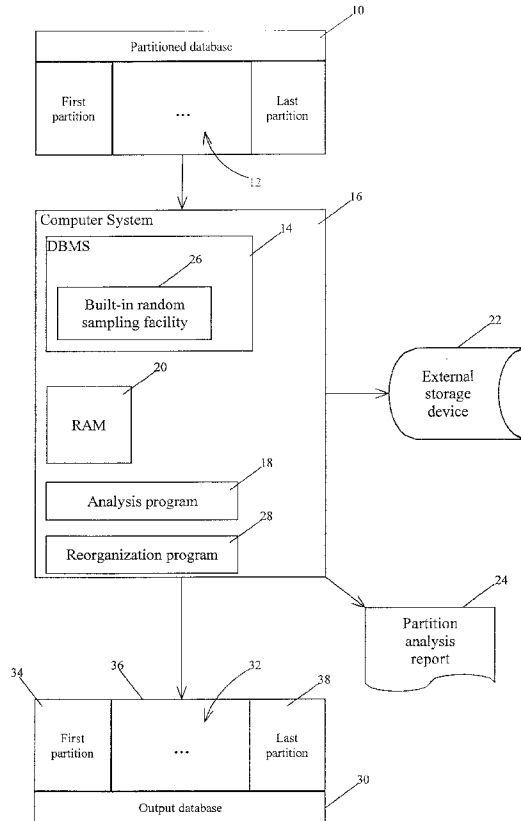 10
Partitioned database
First
partition
...
Last
partition
12
16
Computer System
14
DBMS
26
Built-in random
sampling facility
22
External
storage
device
20
RAM
18
Analysis program
28
Reorganization program
24
Partition
analysis
report
34
36
32
38
First
partition
...
Last
partition
Output database
30